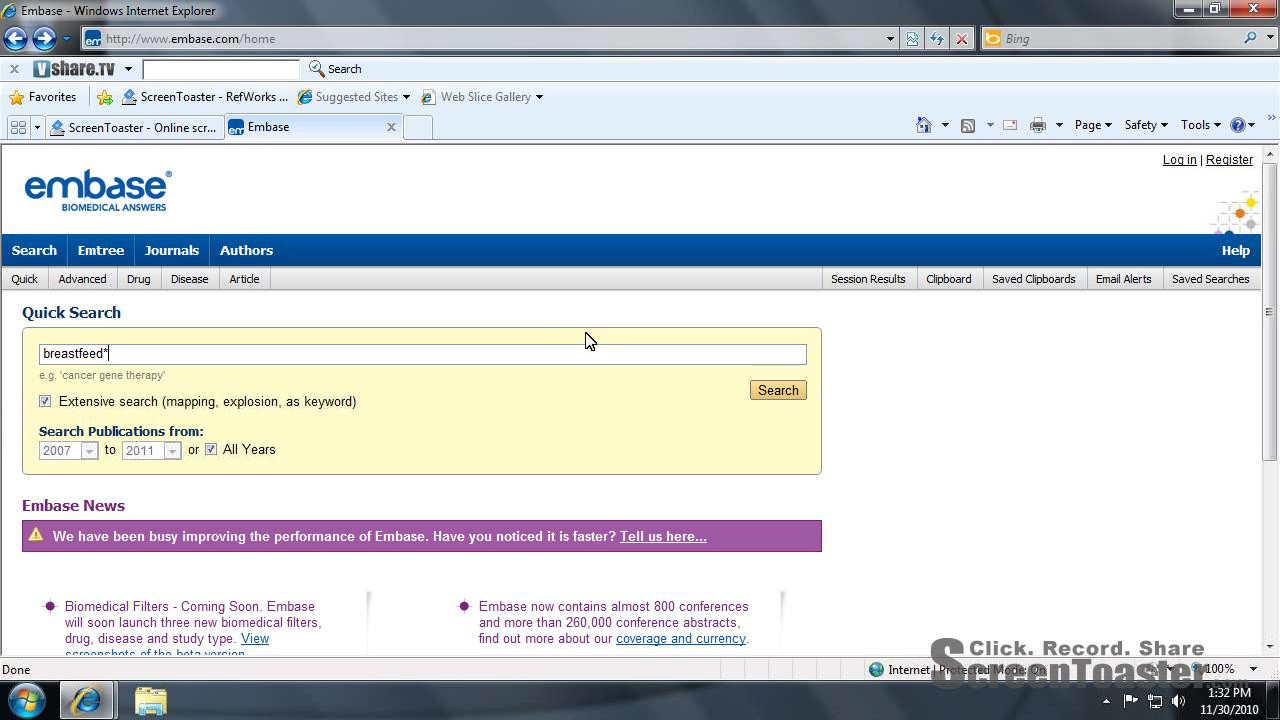 Embase - Windows Internet Explorer
http://www.embase.com/home
Bing
vshare.TV Search
Favorites ScreenToaster - RefWorks ... Suggested Sites Web Slice Gallery
ScreenToaster - Online scr... Embase Page Safety Tools
Log in | Register
embase®
BIOMEDICAL ANSWERS
Search Emtree Journals Authors Help
Quick Advanced Drug Disease Article Session Results Clipboard Saved Clipboards Email Alerts Saved Searches
Quick Search
breastfeed*
e.g. 'cancer gene therapy'
Search
Extensive search (mapping, explosion, as keyword)
Search Publications from:
2007 to 2011 or All Years
Embase News
We have been busy improving the performance of Embase. Have you noticed it is faster? Tell us here...
Biomedical Filters - Coming Soon. Embase
will soon launch three new biomedical filters,
drug, disease and study type. View
screenshots of the beta version
Embase now contains almost 800 conferences
and more than 260,000 conference abstracts,
find out more about our coverage and currency.
Click. Record. Share
ScreenToaster.com
Done Internet | Protected Mode: On 100%
1:32 PM
11/30/2010